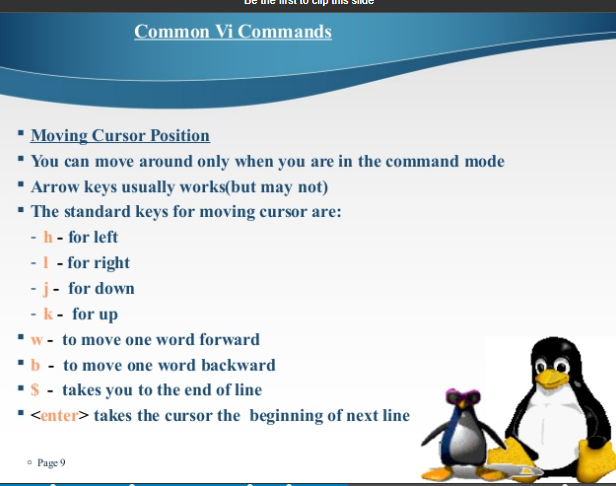 Be the first to clip this slide
Common Vi Commands
▪ Moving Cursor Position
▪ You can move around only when you are in the command mode
▪ Arrow keys usually works(but may not)
▪ The standard keys for moving cursor are:
- h - for left
- l - for right
- j - for down
- k - for up
▪ w - to move one word forward
▪ b - to move one word backward
▪ $ - takes you to the end of line
▪ <enter> takes the cursor the beginning of next line
Page 9